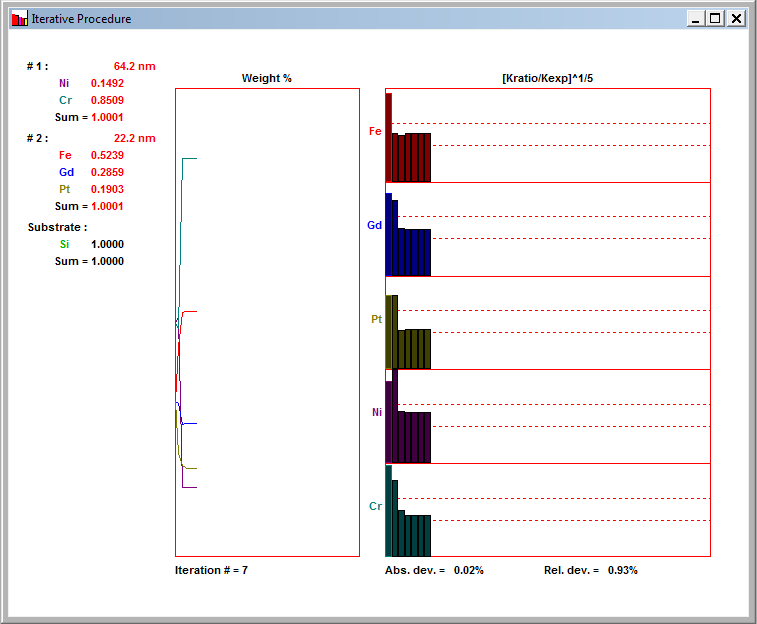 Iterative Procedure
# 1 : 64.2 nm
Ni 0.1492
Cr 0.8509
Sum = 1.0001
# 2 : 22.2 nm
Fe 0.5239
Gd 0.2859
Pt 0.1903
Sum = 1.0001
Substrate :
Si 1.0000
Sum = 1.0000
Weight %
Iteration # = 7
[Kratio/Kexp]^1/5
Fe
Gd
Pt
Ni
Cr
Abs. dev. = 0.02% Rel. dev. = 0.93%